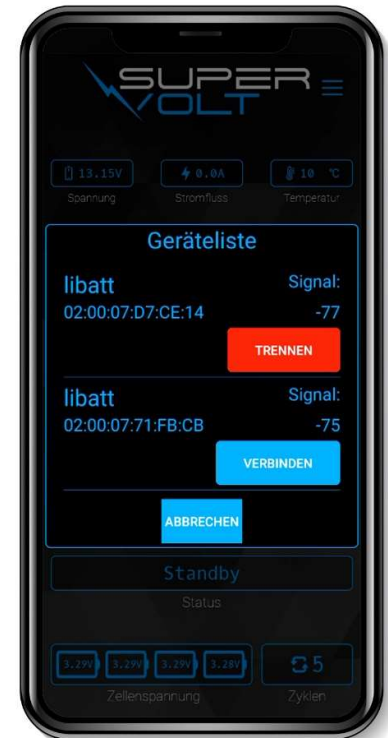 SUPER
VOLT
13.15V 0.0A 10 °C
Spannung Stromfluss Temperatur
Geräteliste
libatt Signal:
02:00:07:D7:CE:14 -77
TRENNEN
libatt Signal:
02:00:07:71:FB:CB -75
VERBINDEN
ABBRECHEN
Standby
Status
3.29V 3.29V 3.29V 3.28V 5
Zellenspannung Zyklen